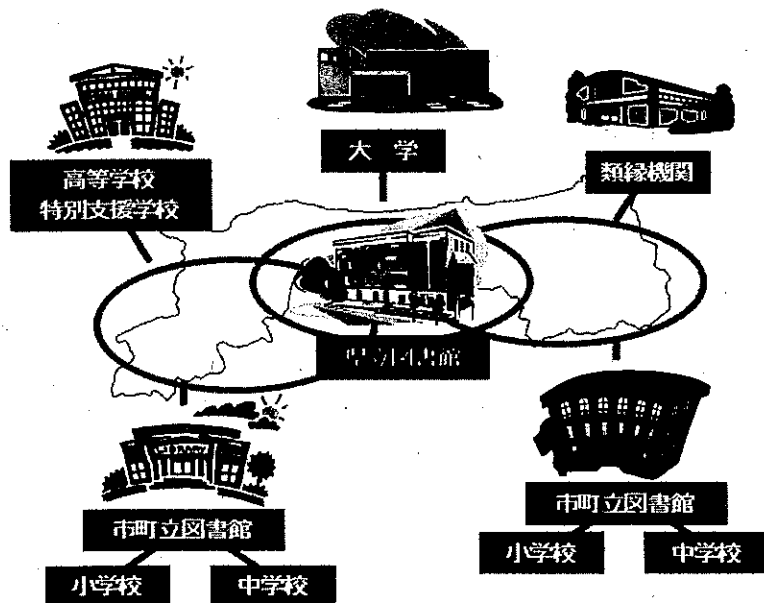 大学
高等学校
特別支援学校
類縁機関
県立図書館
LIBRARY
市町立図書館
小学校
中学校
市町立図書館
小学校
中学校